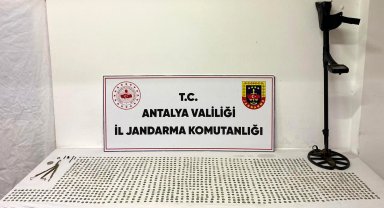 T.C.
ANTALYA VALİLİĞİ
İL JANDARMA KOMUTANLIĞI